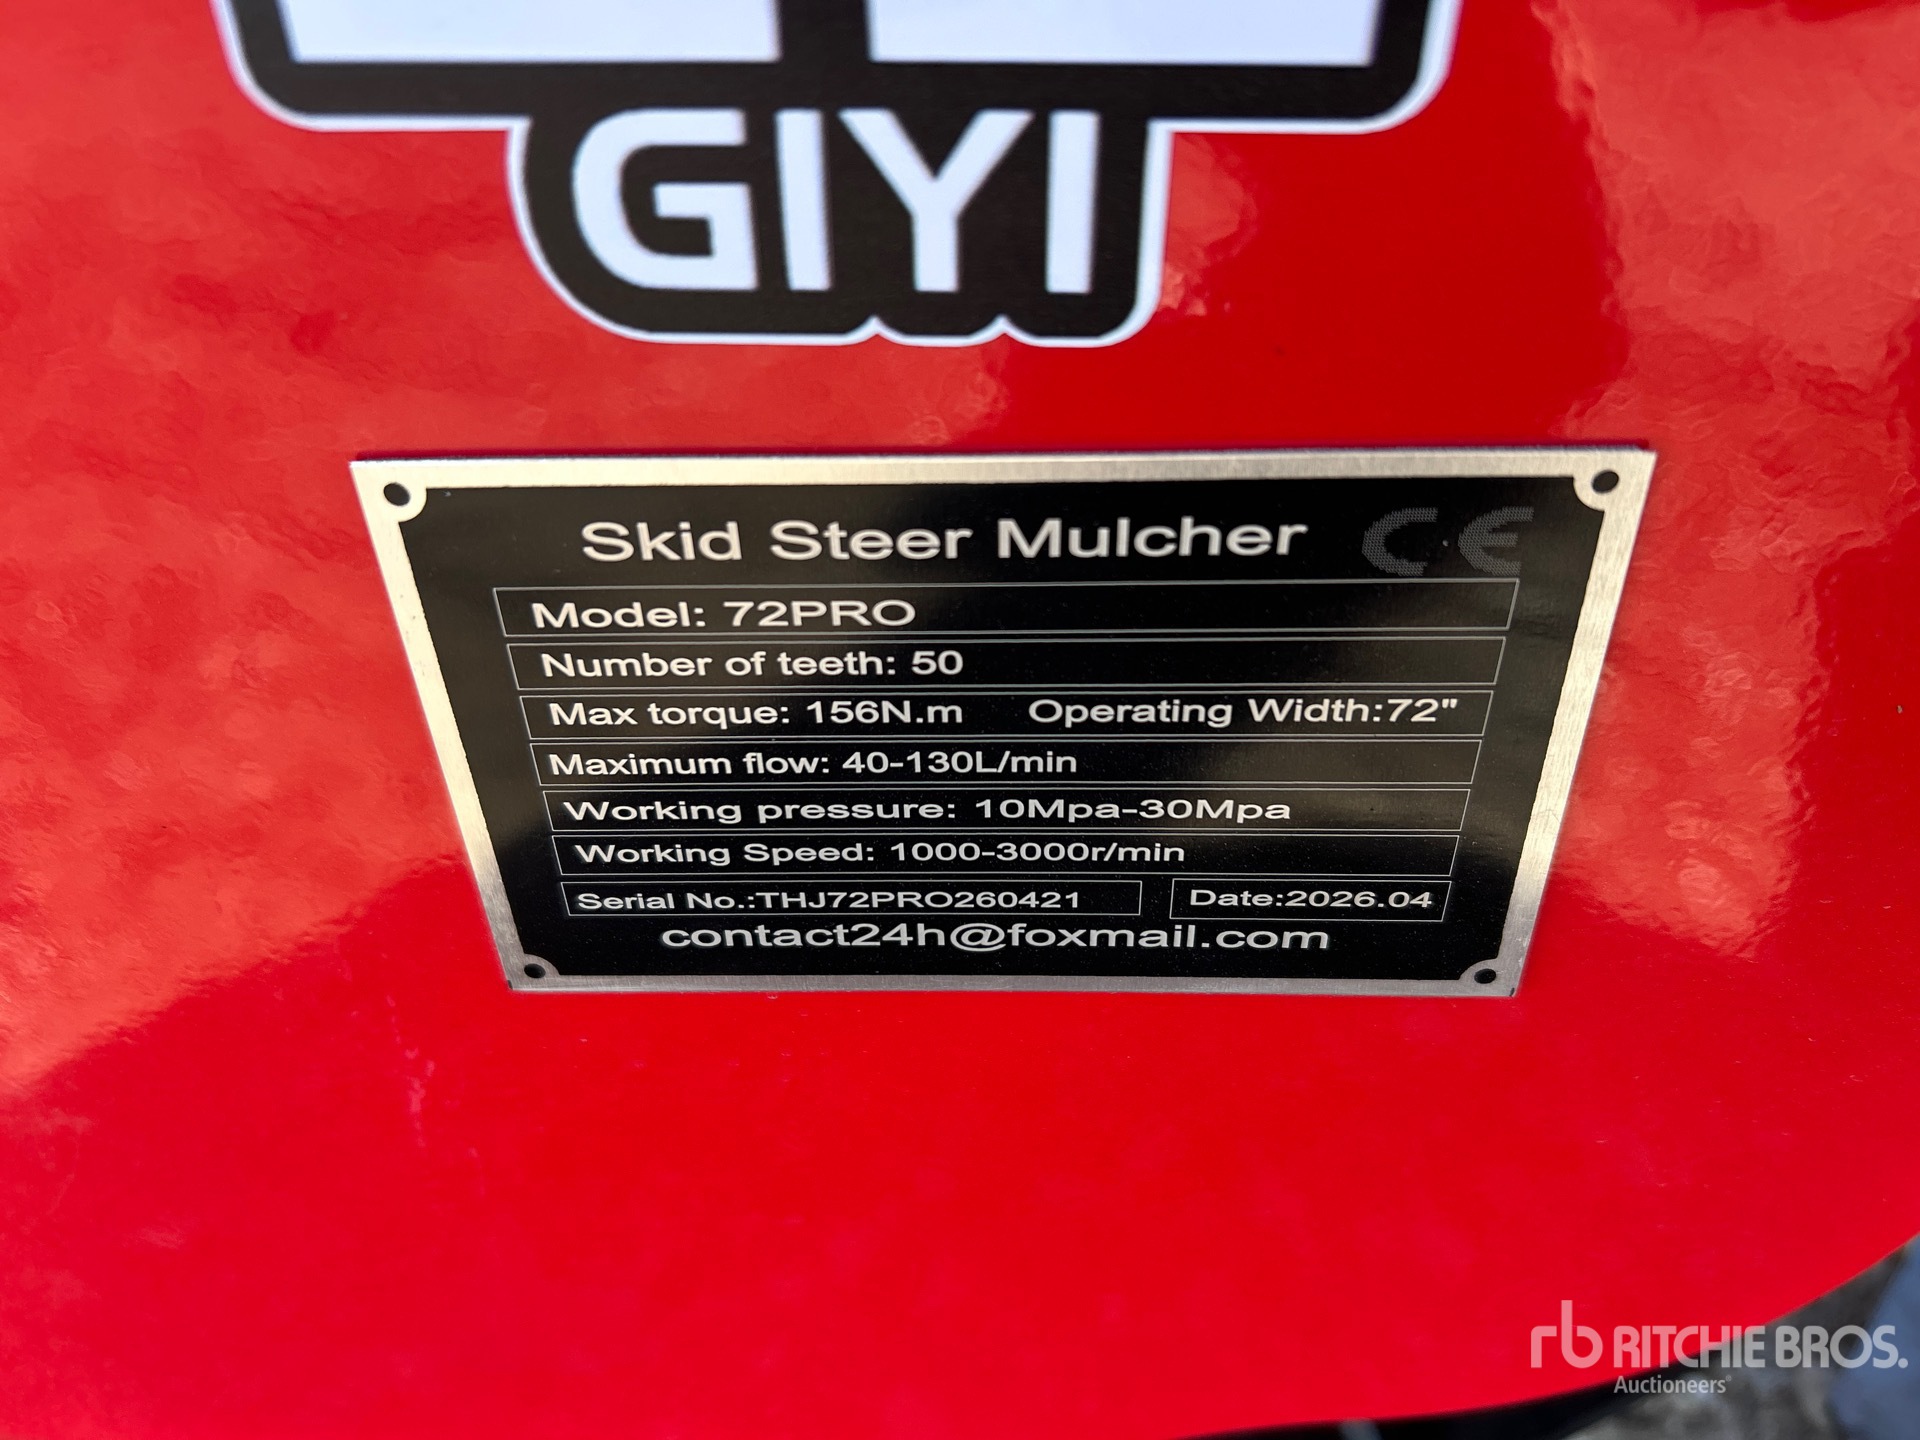 GIYI
Skid Steer Mulcher CE
Model: 72PRO
Number of teeth: 50
Max torque: 156N.m Operating Width:72"
Maximum flow: 40-130L/min
Working pressure: 10Mpa-30Mpa
Working Speed: 1000-3000r/min
Serial No.:THJ72PRO260421 Date:2026.04
contact24h@foxmail.com
rb RITCHIE BROS.
Auctioneers